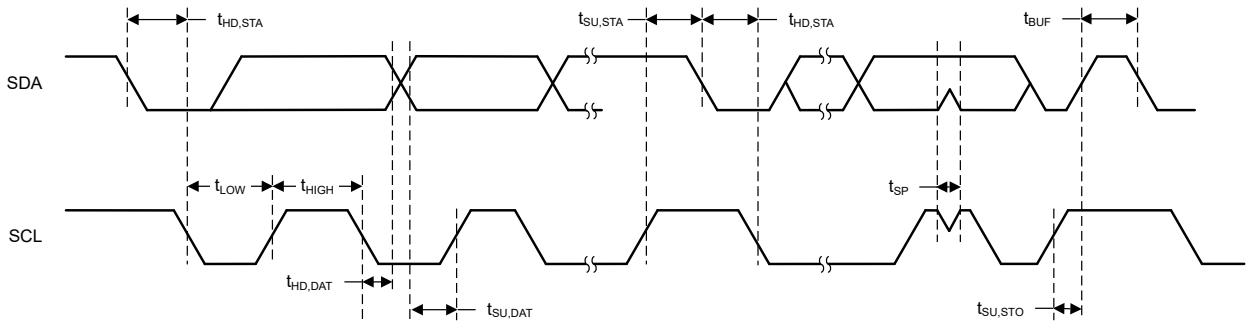 tHD,STA
tSU,STA
tHD,STA
tBUF
SDA
tLOW
tHIGH
tSP
SCL
tHD,DAT
tSU,DAT
tSU,STO